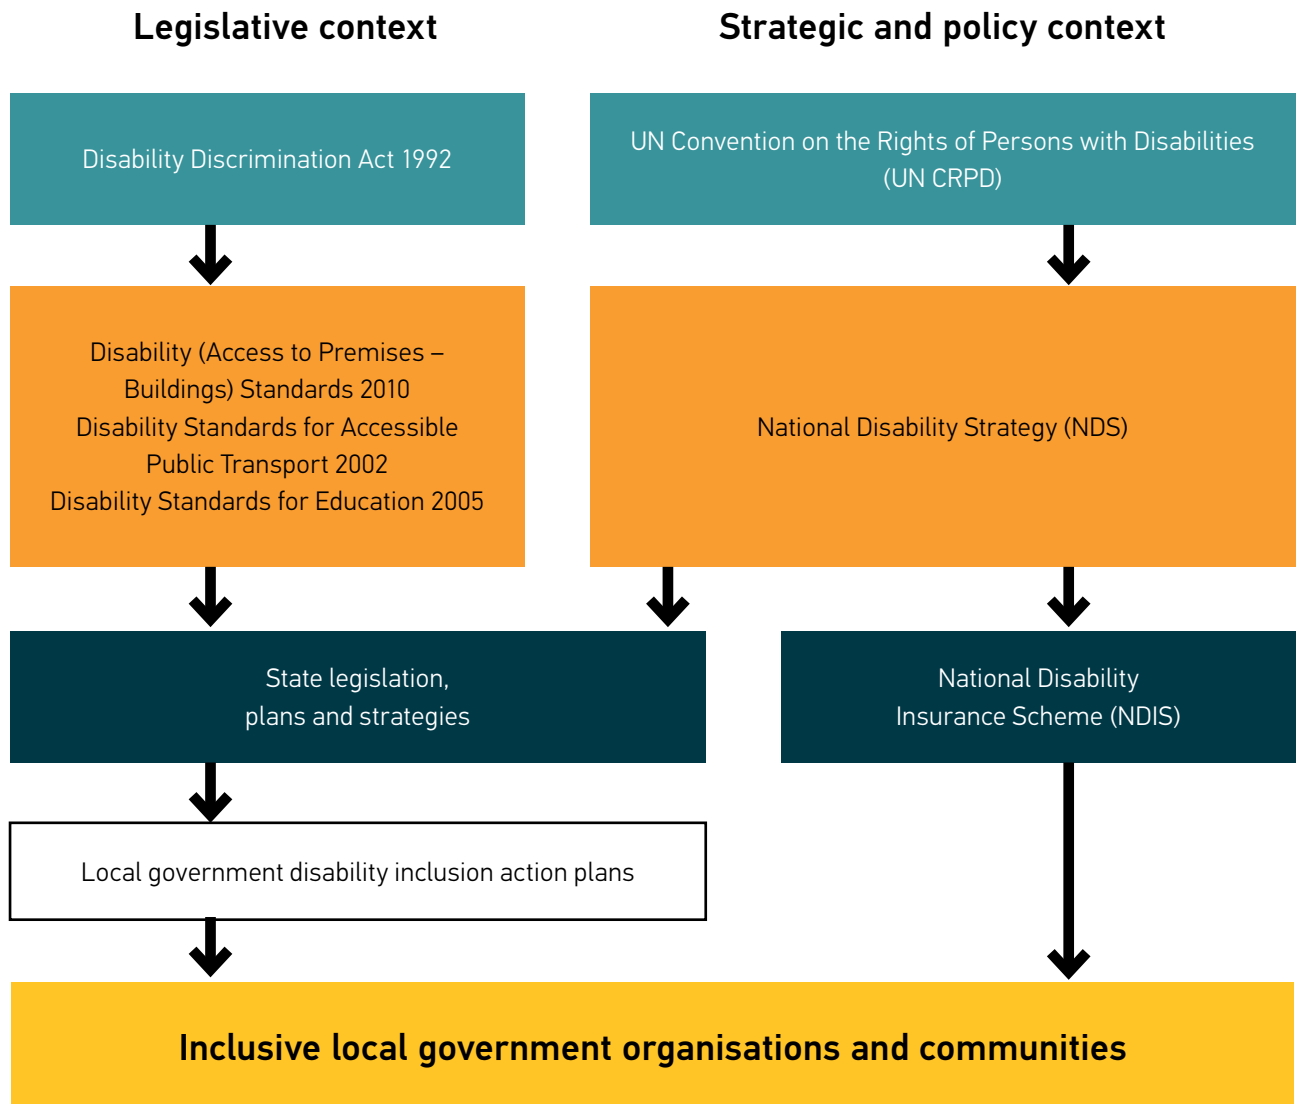 Legislative context
Strategic and policy context
Disability Discrimination Act 1992
UN Convention on the Rights of Persons with Disabilities
(UN CRPD)
Disability (Access to Premises –
Buildings) Standards 2010
Disability Standards for Accessible
Public Transport 2002
Disability Standards for Education 2005
National Disability Strategy (NDS)
State legislation,
plans and strategies
National Disability
Insurance Scheme (NDIS)
Local government disability inclusion action plans
Inclusive local government organisations and communities